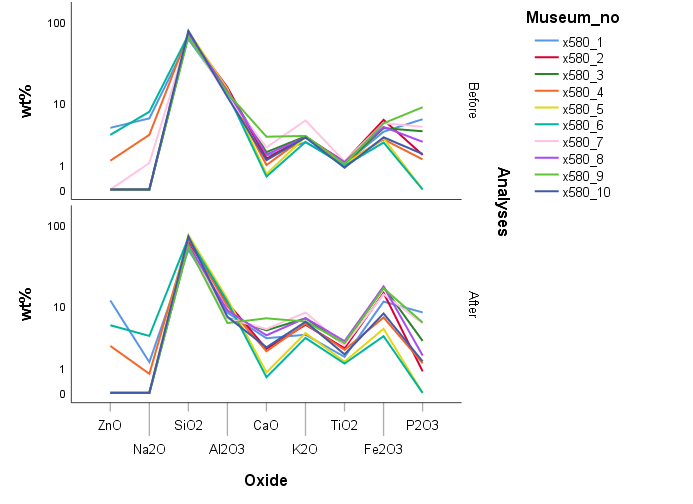 Museum_no
x580_1
x580_2
x580_3
x580_4
x580_5
x580_6
x580_7
x580_8
x580_9
x580_10
100
10
1
0
wt%
Before
Analyses
100
10
1
0
wt%
After
ZnO
Na2O
SiO2
Al2O3
CaO
K2O
TiO2
Fe2O3
P2O3
Oxide